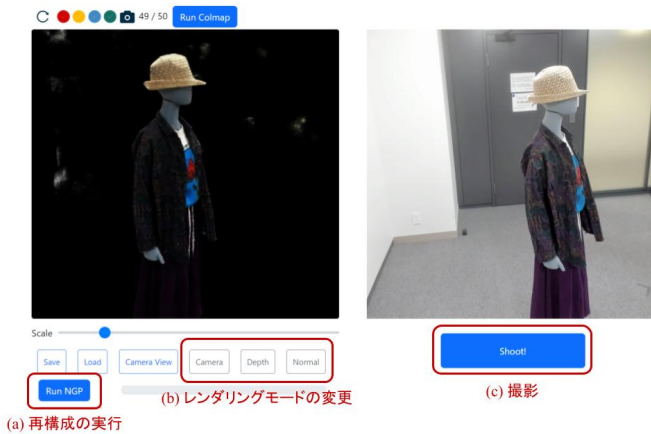 49 / 50 Run Colmap
Scale
Save Load Camera View Camera Depth Normal
Shoot!
Run NGP
(b) レンダリングモードの変更
(c) 撮影
(a) 再構成の実行